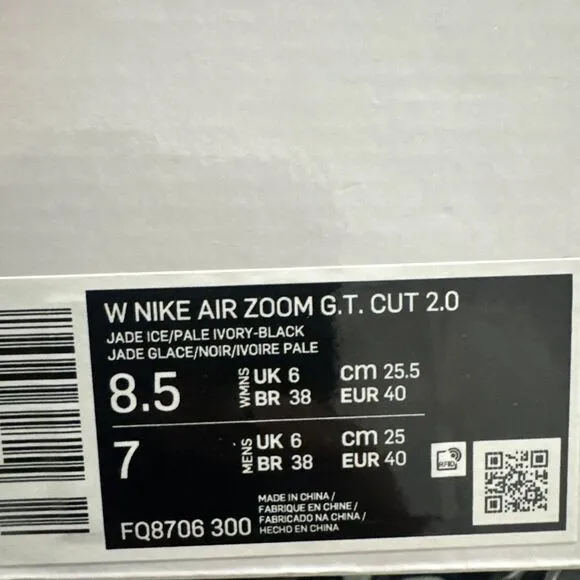 W NIKE AIR ZOOM G.T. CUT 2.0
JADE ICE/PALE IVORY-BLACK
JADE GLACE/NOIR/IVOIRE PALE
8.5 WMNS UK 6 cm 25.5
BR 38 EUR 40
7 MENS UK 6 cm 25
BR 38 EUR 40
RFID
MADE IN CHINA /
FABRIQUE EN CHINE /
FABRICADO NA CHINA /
HECHO EN CHINA
FQ8706 300